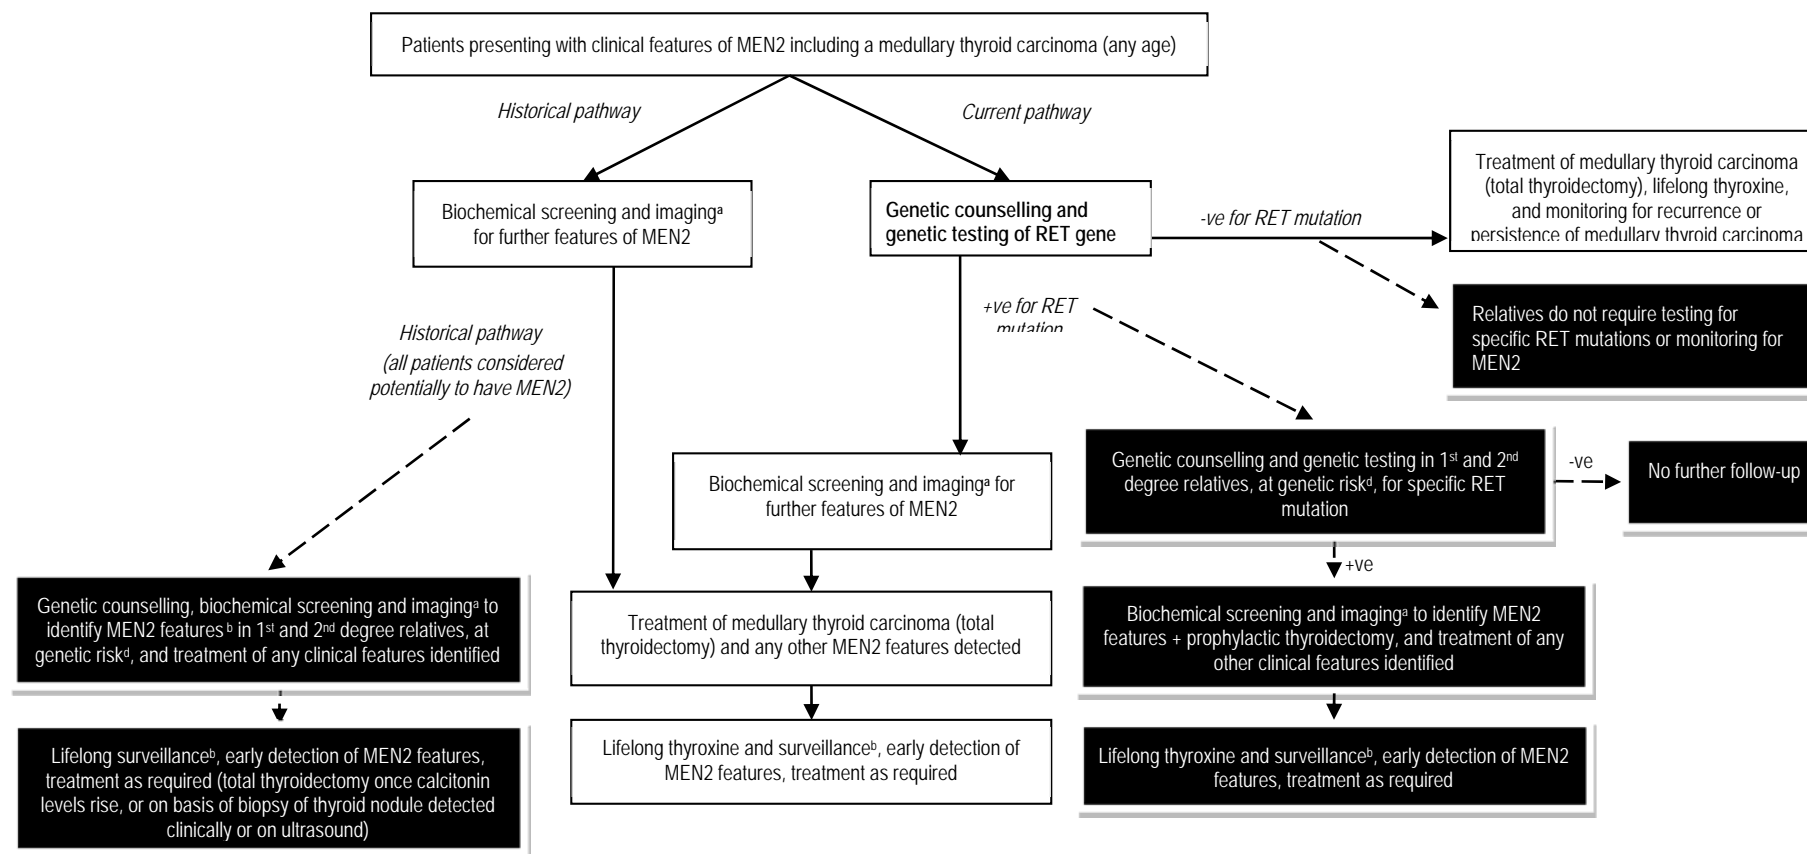 Patients presenting with clinical features of MEN2 including a medullary thyroid carcinoma (any age)
Historical pathway
Current pathway
Biochemical screening and imagingᵃ
for further features of MEN2
Genetic counselling and
genetic testing of RET gene
-ve for RET mutation
Treatment of medullary thyroid carcinoma
(total thyroidectomy), lifelong thyroxine,
and monitoring for recurrence or
persistence of medullary thyroid carcinoma
Relatives do not require testing for
specific RET mutations or monitoring for
MEN2
+ve for RET
mutation
Historical pathway
(all patients considered
potentially to have MEN2)
Genetic counselling and genetic testing in 1ˢᵗ and 2ⁿᵈ
degree relatives, at genetic riskᵈ, for specific RET
mutation
-ve
No further follow-up
Biochemical screening and imagingᵃ for
further features of MEN2
+ve
Genetic counselling, biochemical screening and imagingᵃ to
identify MEN2 features ᵇ in 1ˢᵗ and 2ⁿᵈ degree relatives, at
genetic riskᵈ, and treatment of any clinical features identified
Treatment of medullary thyroid carcinoma (total
thyroidectomy) and any other MEN2 features detected
Biochemical screening and imagingᵃ to identify MEN2
features + prophylactic thyroidectomy, and treatment of any
other clinical features identified
Lifelong surveillanceᵇ, early detection of MEN2 features,
treatment as required (total thyroidectomy once calcitonin
levels rise, or on basis of biopsy of thyroid nodule detected
clinically or on ultrasound)
Lifelong thyroxine and surveillanceᵇ, early detection of
MEN2 features, treatment as required
Lifelong thyroxine and surveillanceᵇ, early detection of MEN2
features, treatment as required